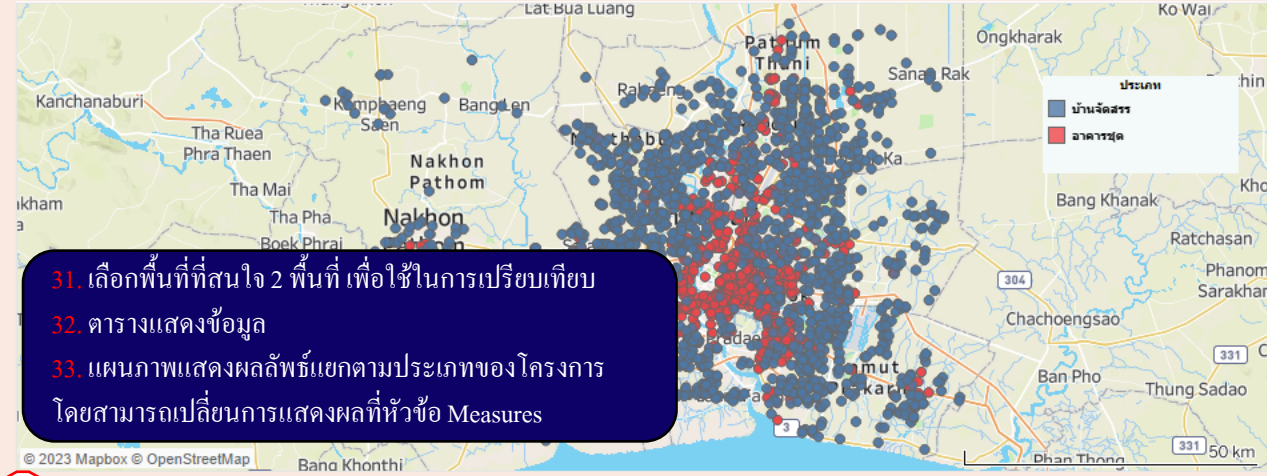 Lat Bua Luang
Ko Wai
Ongkharak
Pathum
Thani
Sanap Rak
ประเภท
บ้านจัดสรร
อาคารชุด
Kanchanaburi
Kamphaeng
Saen
Bang Len
Tha Ruea
Phra Thaen
Nakhon
Pathom
Tha Mai
Bang Khanak
Tha Pha
Nakhon
Boek Phrai
Ratchasan
304
Chachoengsao
331
Ban Pho
Thung Sadao
31. เลือกพื้นที่ที่สนใจ 2 พื้นที่ เพื่อใช้ในการเปรียบเทียบ
32. ตารางแสดงข้อมูล
33. แผนภาพแสดงผลลัพธ์แยกตามประเภทของโครงการ
โดยสามารถเปลี่ยนการแสดงผลที่หัวข้อ Measures
3
331
50 km
© 2023 Mapbox © OpenStreetMap
Bang Khonthi
Phan Thong